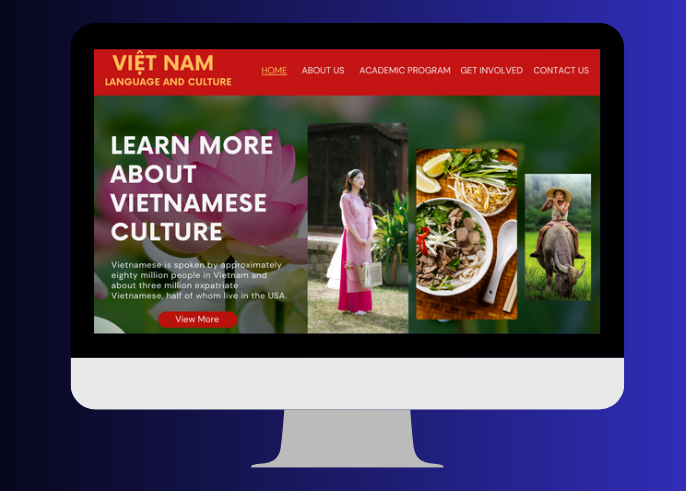 VIỆT NAM
LANGUAGE AND CULTURE
HOME ABOUT US ACADEMIC PROGRAM GET INVOLVED CONTACT US
LEARN MORE
ABOUT
VIETNAMESE
CULTURE
Vietnamese is spoken by approximately
eighty million people in Vietnam and
about three million expatriate
Vietnamese, half of whom live in the USA.
View More